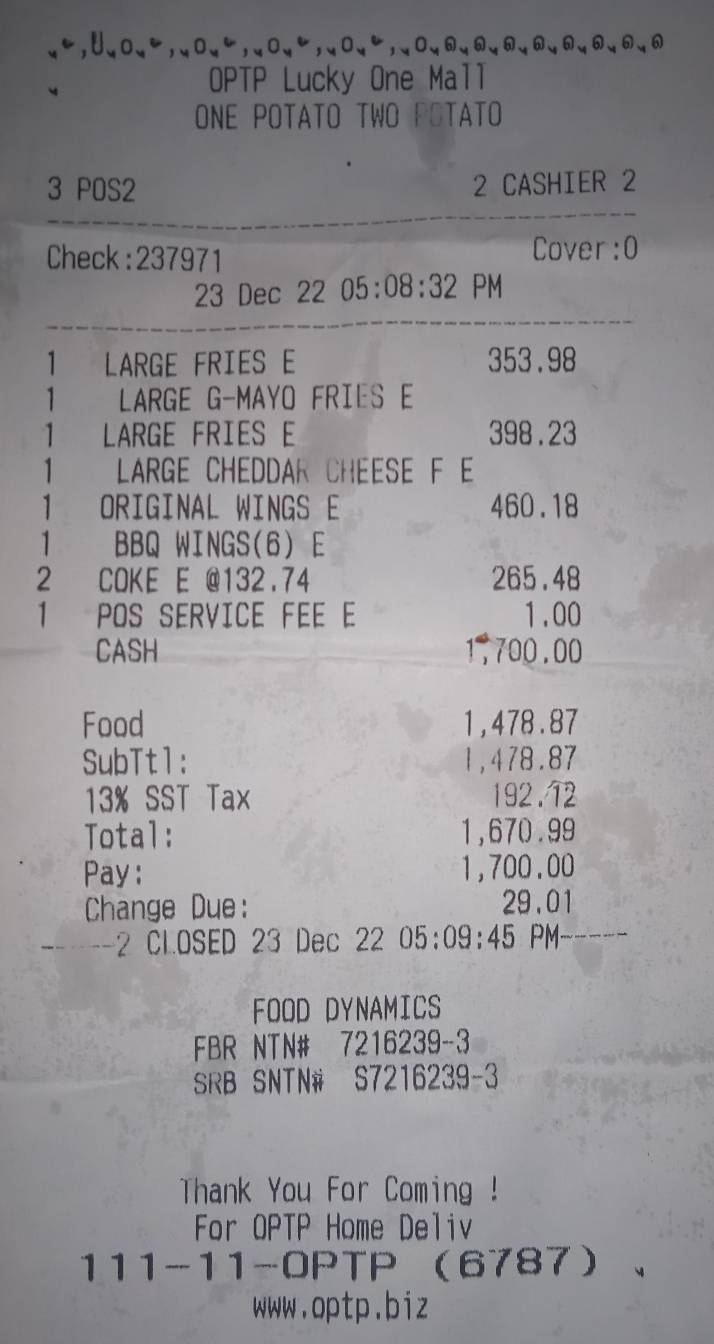 OPTP Lucky One Mall
ONE POTATO TWO POTATO
3 POS2 2 CASHIER 2
Check:237971 Cover:0
23 Dec 22 05:08:32 PM
1 LARGE FRIES E 353.98
1 LARGE G-MAYO FRIES E
1 LARGE FRIES E 398.23
1 LARGE CHEDDAR CHEESE F E
1 ORIGINAL WINGS E 460.18
1 BBQ WINGS(6) E
2 COKE E @132.74 265.48
1 POS SERVICE FEE E 1.00
CASH 1,700.00
Food 1,478.87
SubTtl: 1,478.87
13% SST Tax 192.12
Total: 1,670.99
Pay: 1,700.00
Change Due: 29.01
-----2 CLOSED 23 Dec 22 05:09:45 PM-----
FOOD DYNAMICS
FBR NTN# 7216239-3
SRB SNTN# S7216239-3
Thank You For Coming !
For OPTP Home Deliv
111-11-OPTP (6787)
www.optp.biz